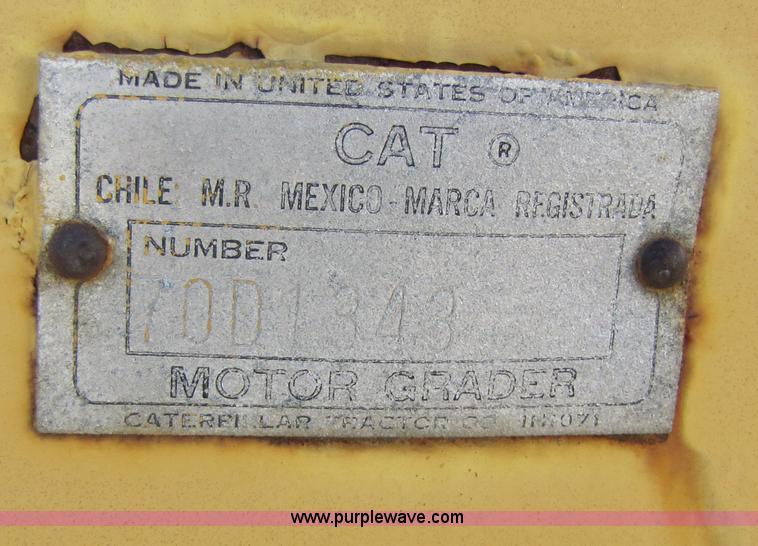 MADE IN UNITED STATES OF AMERICA
CAT ®
CHILE: M.R. MEXICO-MARCA REGISTRADA
NUMBER
70D1343
MOTOR GRADER
CATERPILLAR TRACTOR CO. 1H1071
www.purplewave.com